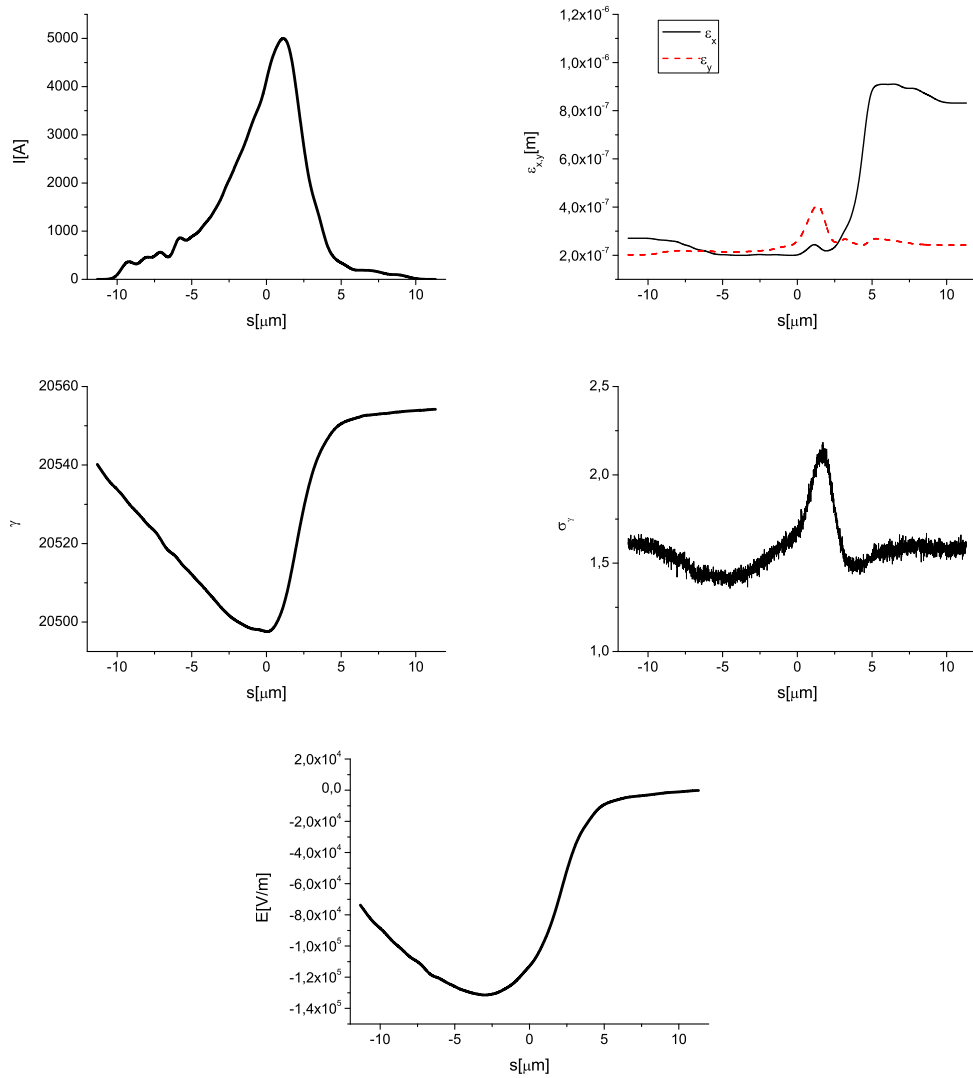 5000
4000
3000
2000
1000
0
I[A]
-10 -5 0 5 10
s[μm]
1,2x10⁻⁶
1,0x10⁻⁶
8,0x10⁻⁷
6,0x10⁻⁷
4,0x10⁻⁷
2,0x10⁻⁷
εx,y[m]
εx
εy
-10 -5 0 5 10
s[μm]
20560
20540
20520
20500
γ
-10 -5 0 5 10
s[μm]
2,5
2,0
1,5
1,0
σγ
-10 -5 0 5 10
s[μm]
2,0x10⁴
0,0
-2,0x10⁴
-4,0x10⁴
-6,0x10⁴
-8,0x10⁴
-1,0x10⁵
-1,2x10⁵
-1,4x10⁵
E[V/m]
-10 -5 0 5 10
s[μm]